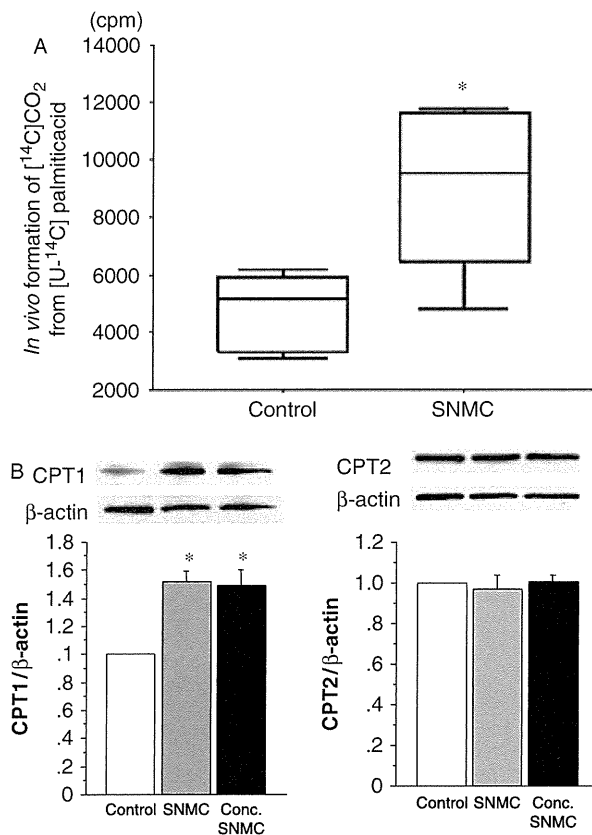 (cpm)
A
In vivo formation of [¹⁴C]CO₂
from [U-¹⁴C] palmiticacid
14000
12000
10000
8000
6000
4000
2000
*
Control
SNMC
B
CPT1
β-actin
CPT1/β-actin
1.8
1.6
1.4
1.2
.1
.8
.6
.4
.2
0
*
*
Control
SNMC
Conc.
SNMC
CPT2
β-actin
CPT2/β-actin
1.2
1.0
.8
.6
.4
.2
0
Control
SNMC
Conc.
SNMC